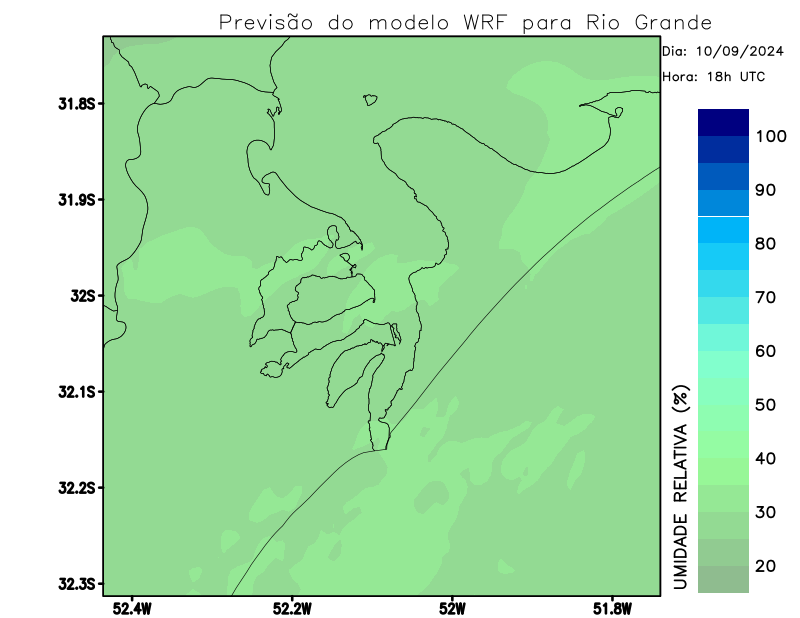 Previsão do modelo WRF para Rio Grande
Dia: 10/09/2024
Hora: 18h UTC
31.8S
31.9S
32S
32.1S
32.2S
32.3S
52.4W
52.2W
52W
51.8W
100
90
80
70
60
50
40
30
20
UMIDADE RELATIVA (%)